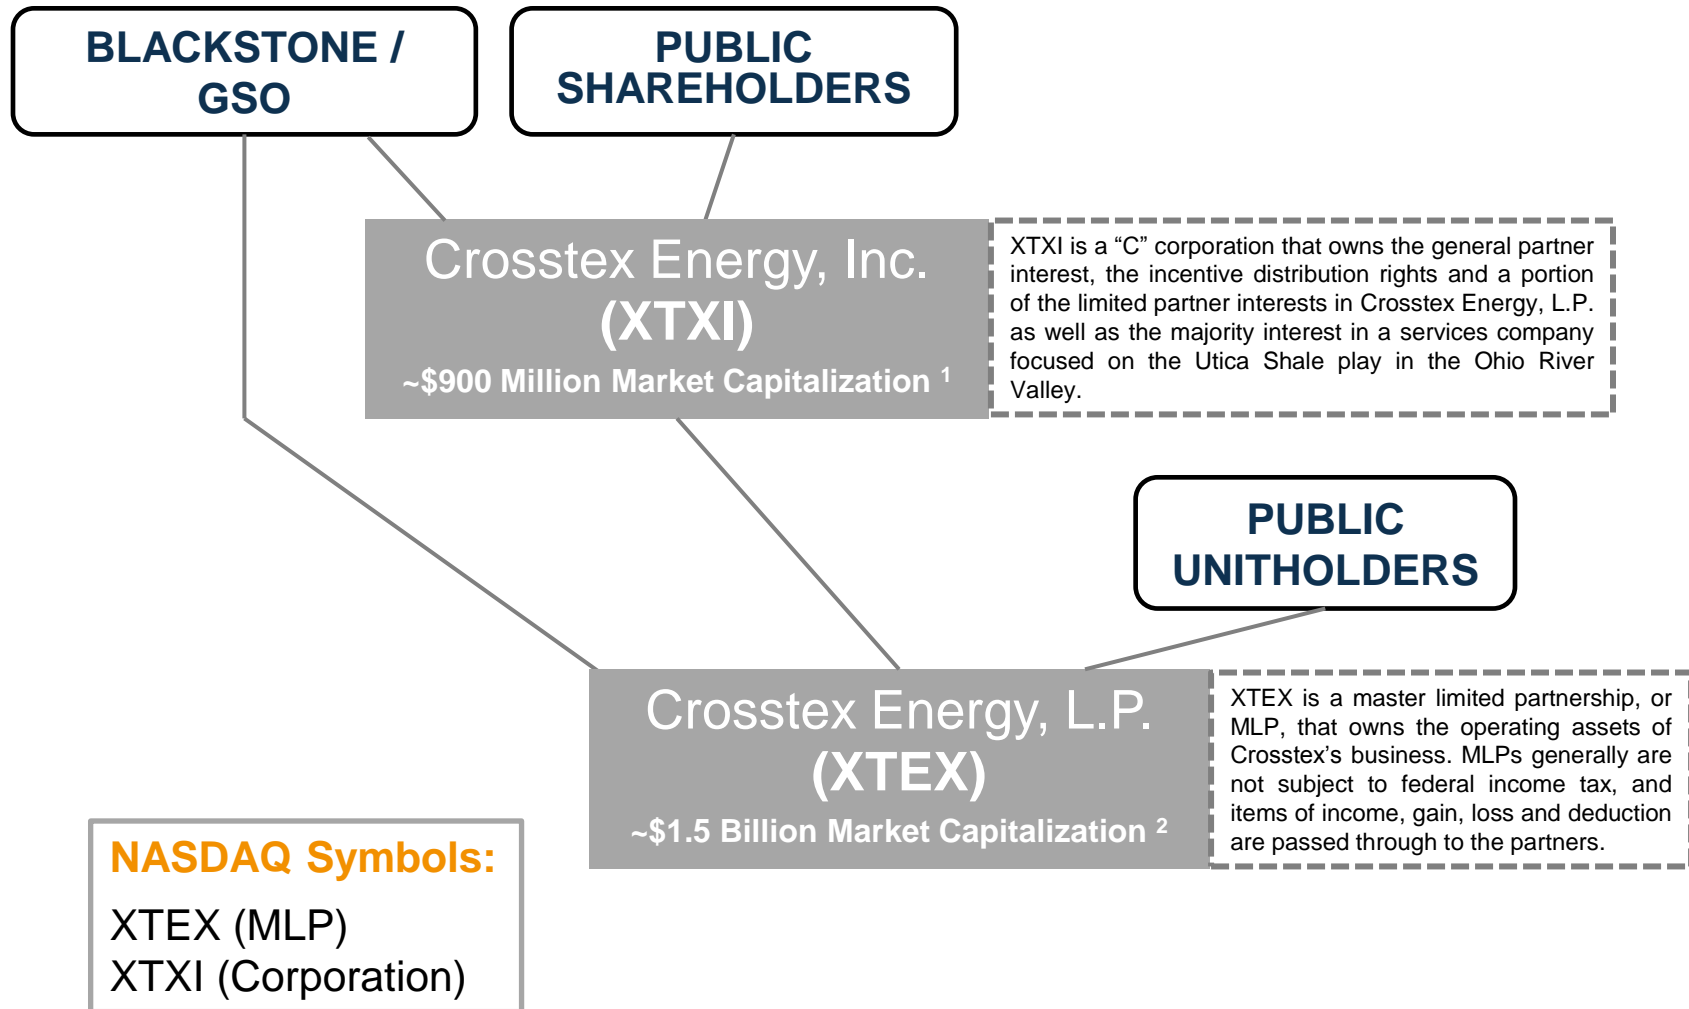 BLACKSTONE /
GSO
PUBLIC
SHAREHOLDERS
Crosstex Energy, Inc.
(XTXI)
~$900 Million Market Capitalization 1
XTXI is a “C” corporation that owns the general partner
interest, the incentive distribution rights and a portion
of the limited partner interests in Crosstex Energy, L.P.
as well as the majority interest in a services company
focused on the Utica Shale play in the Ohio River
Valley.
PUBLIC
UNITHOLDERS
Crosstex Energy, L.P.
(XTEX)
~$1.5 Billion Market Capitalization 2
XTEX is a master limited partnership, or
MLP, that owns the operating assets of
Crosstex’s business. MLPs generally are
not subject to federal income tax, and
items of income, gain, loss and deduction
are passed through to the partners.
NASDAQ Symbols:
XTEX (MLP)
XTXI (Corporation)